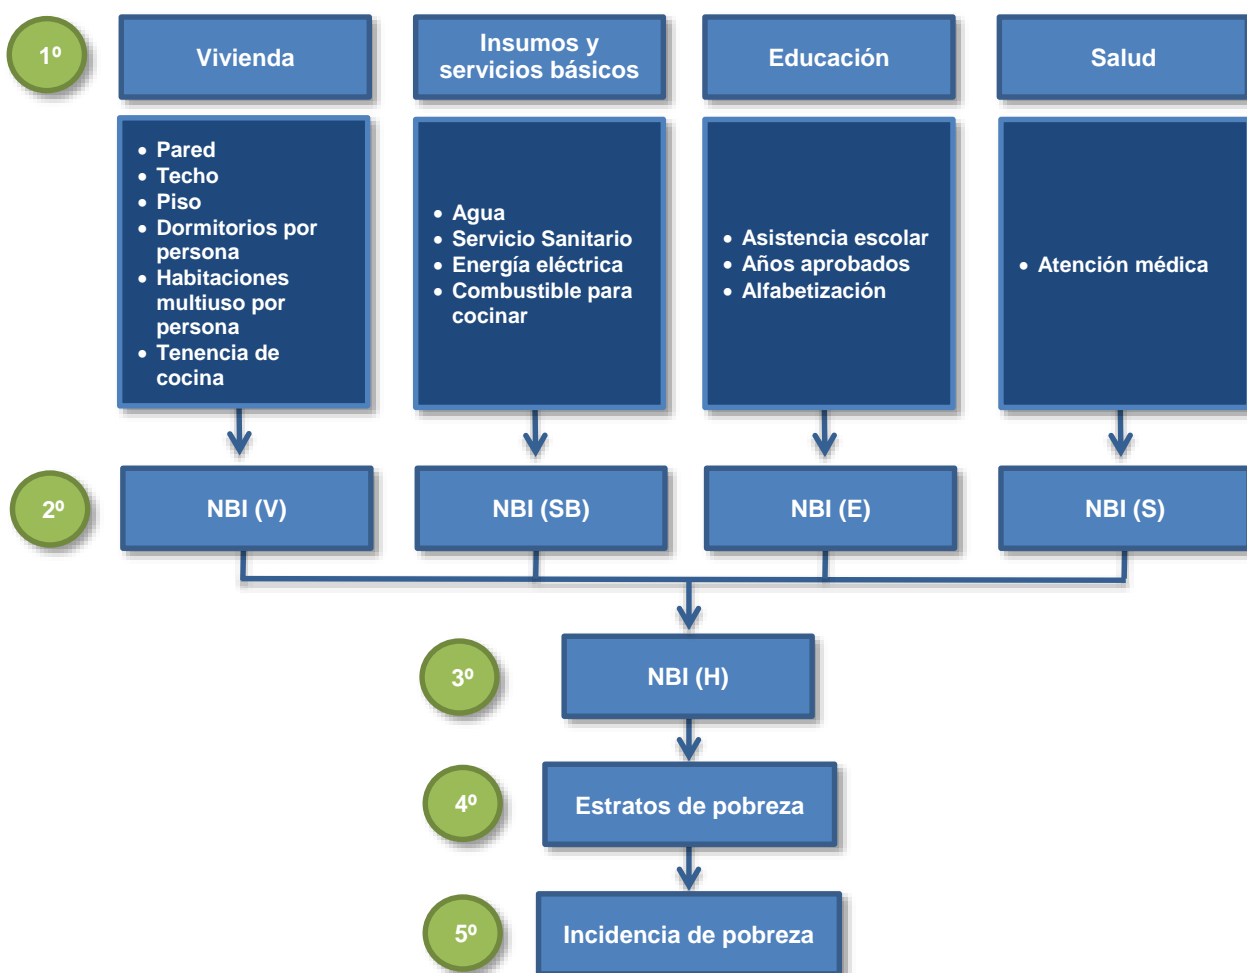 1º
Vivienda
Insumos y
servicios básicos
Educación
Salud
• Pared
• Techo
• Piso
• Dormitorios por
persona
• Habitaciones
multiuso por
persona
• Tenencia de
cocina
• Agua
• Servicio Sanitario
• Energía eléctrica
• Combustible para
cocinar
• Asistencia escolar
• Años aprobados
• Alfabetización
• Atención médica
2º
NBI (V)
NBI (SB)
NBI (E)
NBI (S)
3º
NBI (H)
4º
Estratos de pobreza
5º
Incidencia de pobreza